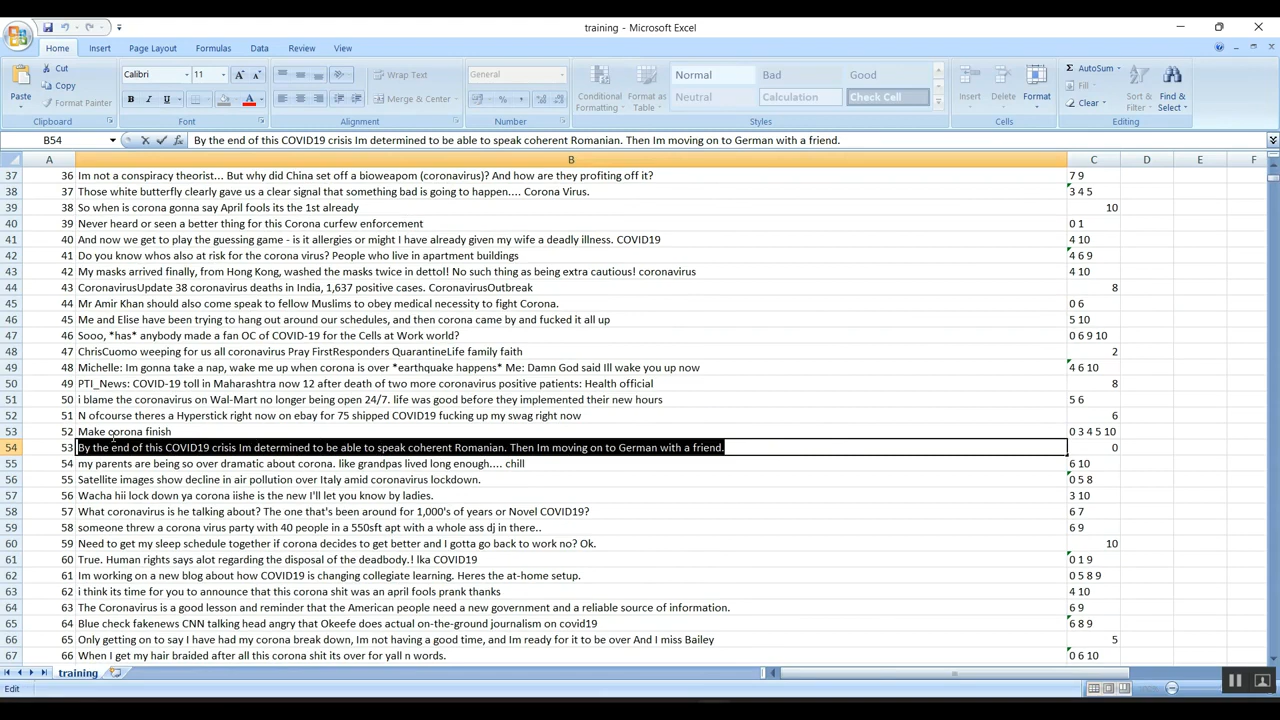 training - Microsoft Excel
Home Insert Page Layout Formulas Data Review View
Cut
Copy
Format Painter
Paste
Clipboard
Calibri 11
B I U
Font
Wrap Text
Merge & Center
Alignment
General
Number
Conditional Formatting
Format as Table
Normal Bad Good
Neutral Calculation Check Cell
Styles
Insert Delete Format
Cells
AutoSum
Fill
Clear
Sort & Filter
Find & Select
Editing
B54 By the end of this COVID19 crisis Im determined to be able to speak coherent Romanian. Then Im moving on to German with a friend.
A B C D E F
37 36 Im not a conspiracy theorist... But why did China set off a bioweapom (coronavirus)? And how are they profiting off it? 7 9
38 37 Those white butterfly clearly gave us a clear signal that something bad is going to happen.... Corona Virus. 3 4 5
39 38 So when is corona gonna say April fools its the 1st already 10
40 39 Never heard or seen a better thing for this Corona curfew enforcement 0 1
41 40 And now we get to play the guessing game - is it allergies or might I have already given my wife a deadly illness. COVID19 4 10
42 41 Do you know whos also at risk for the corona virus? People who live in apartment buildings 4 6 9
43 42 My masks arrived finally, from Hong Kong, washed the masks twice in dettol! No such thing as being extra cautious! coronavirus 4 10
44 43 CoronavirusUpdate 38 coronavirus deaths in India, 1,637 positive cases. CoronavirusOutbreak 8
45 44 Mr Amir Khan should also come speak to fellow Muslims to obey medical necessity to fight Corona. 0 6
46 45 Me and Elise have been trying to hang out around our schedules, and then corona came by and fucked it all up 5 10
47 46 Sooo, *has* anybody made a fan OC of COVID-19 for the Cells at Work world? 0 6 9 10
48 47 ChrisCuomo weeping for us all coronavirus Pray FirstResponders QuarantineLife family faith 2
49 48 Michelle: Im gonna take a nap, wake me up when corona is over *earthquake happens* Me: Damn God said Ill wake you up now 4 6 10
50 49 PTI_News: COVID-19 toll in Maharashtra now 12 after death of two more coronavirus positive patients: Health official 8
51 50 i blame the coronavirus on Wal-Mart no longer being open 24/7. life was good before they implemented their new hours 5 6
52 51 N ofcourse theres a Hyperstick right now on ebay for 75 shipped COVID19 fucking up my swag right now 6
53 52 Make corona finish 0 3 4 5 10
54 53 By the end of this COVID19 crisis Im determined to be able to speak coherent Romanian. Then Im moving on to German with a friend. 0
55 54 my parents are being so over dramatic about corona. like grandpas lived long enough.... chill 6 10
56 55 Satellite images show decline in air pollution over Italy amid coronavirus lockdown. 0 5 8
57 56 Wacha hii lock down ya corona iishe is the new I'll let you know by ladies. 3 10
58 57 What coronavirus is he talking about? The one that's been around for 1,000's of years or Novel COVID19? 6 7
59 58 someone threw a corona virus party with 40 people in a 550sft apt with a whole ass dj in there.. 6 9
60 59 Need to get my sleep schedule together if corona decides to get better and I gotta go back to work no? Ok. 10
61 60 True. Human rights says alot regarding the disposal of the deadbody.! lka COVID19 0 1 9
62 61 Im working on a new blog about how COVID19 is changing collegiate learning. Heres the at-home setup. 0 5 8 9
63 62 i think its time for you to announce that this corona shit was an april fools prank thanks 4 10
64 63 The Coronavirus is a good lesson and reminder that the American people need a new government and a reliable source of information. 6 9
65 64 Blue check fakenews CNN talking head angry that Okeefe does actual on-the-ground journalism on covid19 6 8 9
66 65 Only getting on to say I have had my corona break down, Im not having a good time, and Im ready for it to be over And I miss Bailey 5
67 66 When I get my hair braided after all this corona shit its over for yall n words. 0 6 10
training
Edit